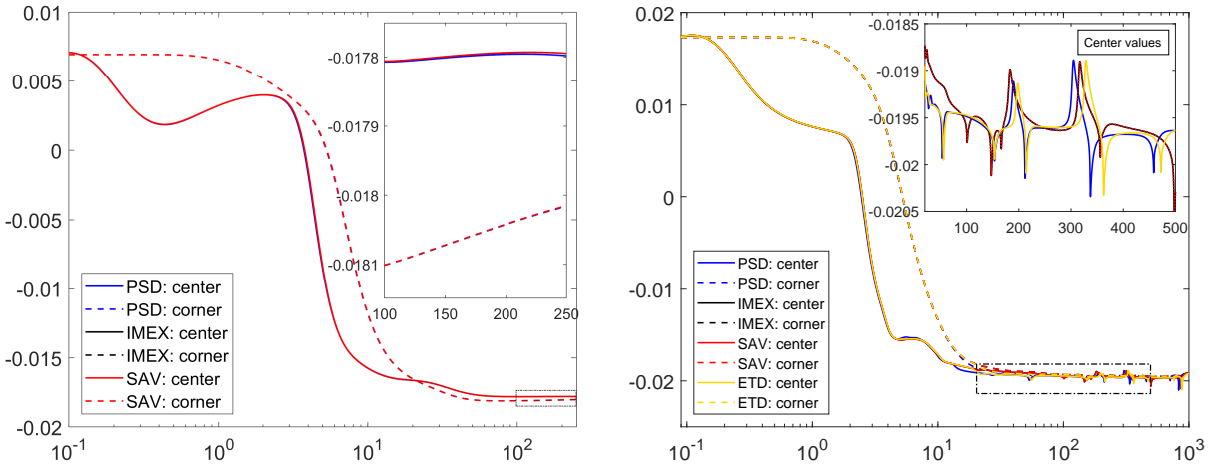 0.01
0.005
0
-0.005
-0.01
-0.015
-0.02
10^-1
10^0
10^1
10^2
PSD: center
PSD: corner
IMEX: center
IMEX: corner
SAV: center
SAV: corner
-0.0178
-0.0179
-0.018
-0.0181
100
150
200
250
0.02
0.01
0
-0.01
-0.02
10^-1
10^0
10^1
10^2
10^3
PSD: center
PSD: corner
IMEX: center
IMEX: corner
SAV: center
SAV: corner
ETD: center
ETD: corner
-0.0185
-0.019
-0.0195
-0.02
-0.0205
100
200
300
400
500
Center values